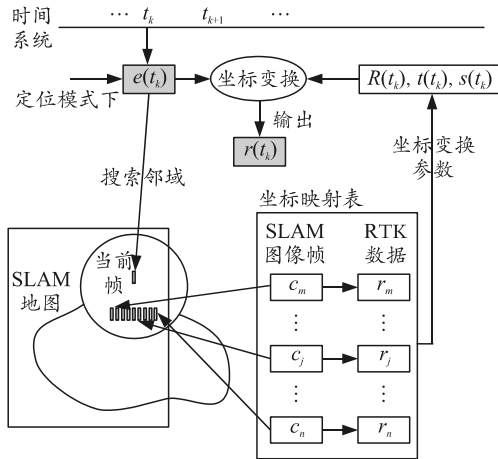 时间
系统
… t_k t_{k+1} …
定位模式下
e(t_k)
坐标变换
R(t_k), t(t_k), s(t_k)
输出
r(t_k)
坐标变换
参数
搜索邻域
SLAM
地图
当前
帧
坐标映射表
SLAM
图像帧
RTK
数据
c_m r_m
⋮ ⋮
c_j r_j
⋮ ⋮
c_n r_n